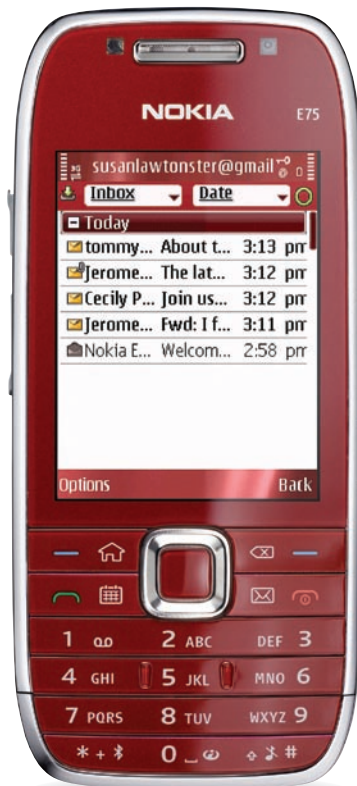 NOKIA E75
3G
susanlawtonster@gmail
Inbox Date
Today
tommy... About t... 3:13 pm
Jerome... The lat... 3:12 pm
Cecily P... Join us... 3:12 pm
Jerome... Fwd: I f... 3:11 pm
Nokia E... Welcom... 2:58 pm
Options Back
1 2 ABC DEF 3
4 GHI 5 JKL MNO 6
7 PQRS 8 TUV WXYZ 9
* + 0 #